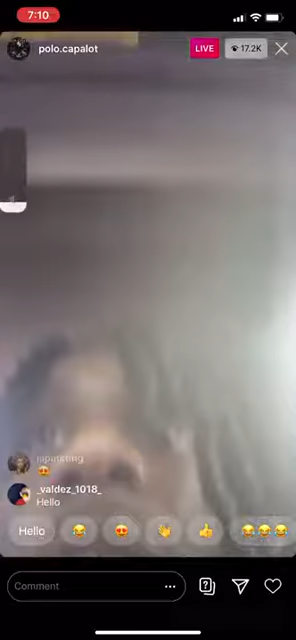 7:10
polo.capalot
LIVE
17.2K
_valdez_1018_
Hello
Hello
Comment